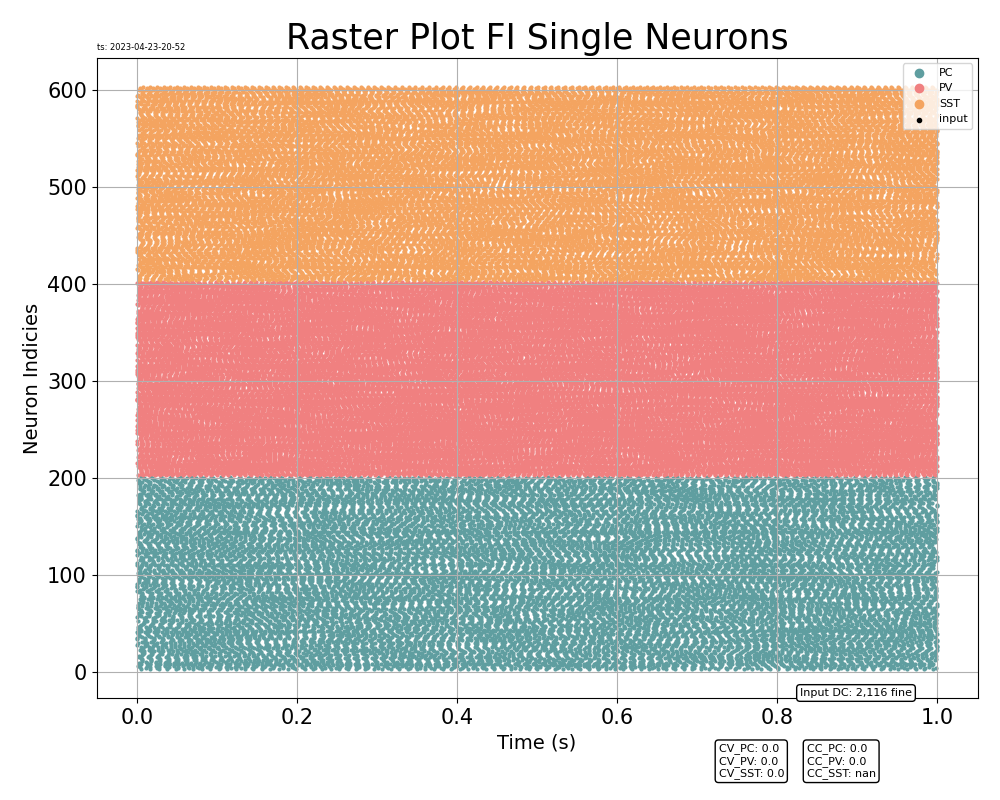 Raster Plot FI Single Neurons
ts: 2023-04-23-20-52
PC
PV
SST
input
Neuron Indicies
600
500
400
300
200
100
0
0.0 0.2 0.4 0.6 0.8 1.0
Input DC: 2,116 fine
Time (s)
CV_PC: 0.0
CV_PV: 0.0
CV_SST: 0.0
CC_PC: 0.0
CC_PV: 0.0
CC_SST: nan